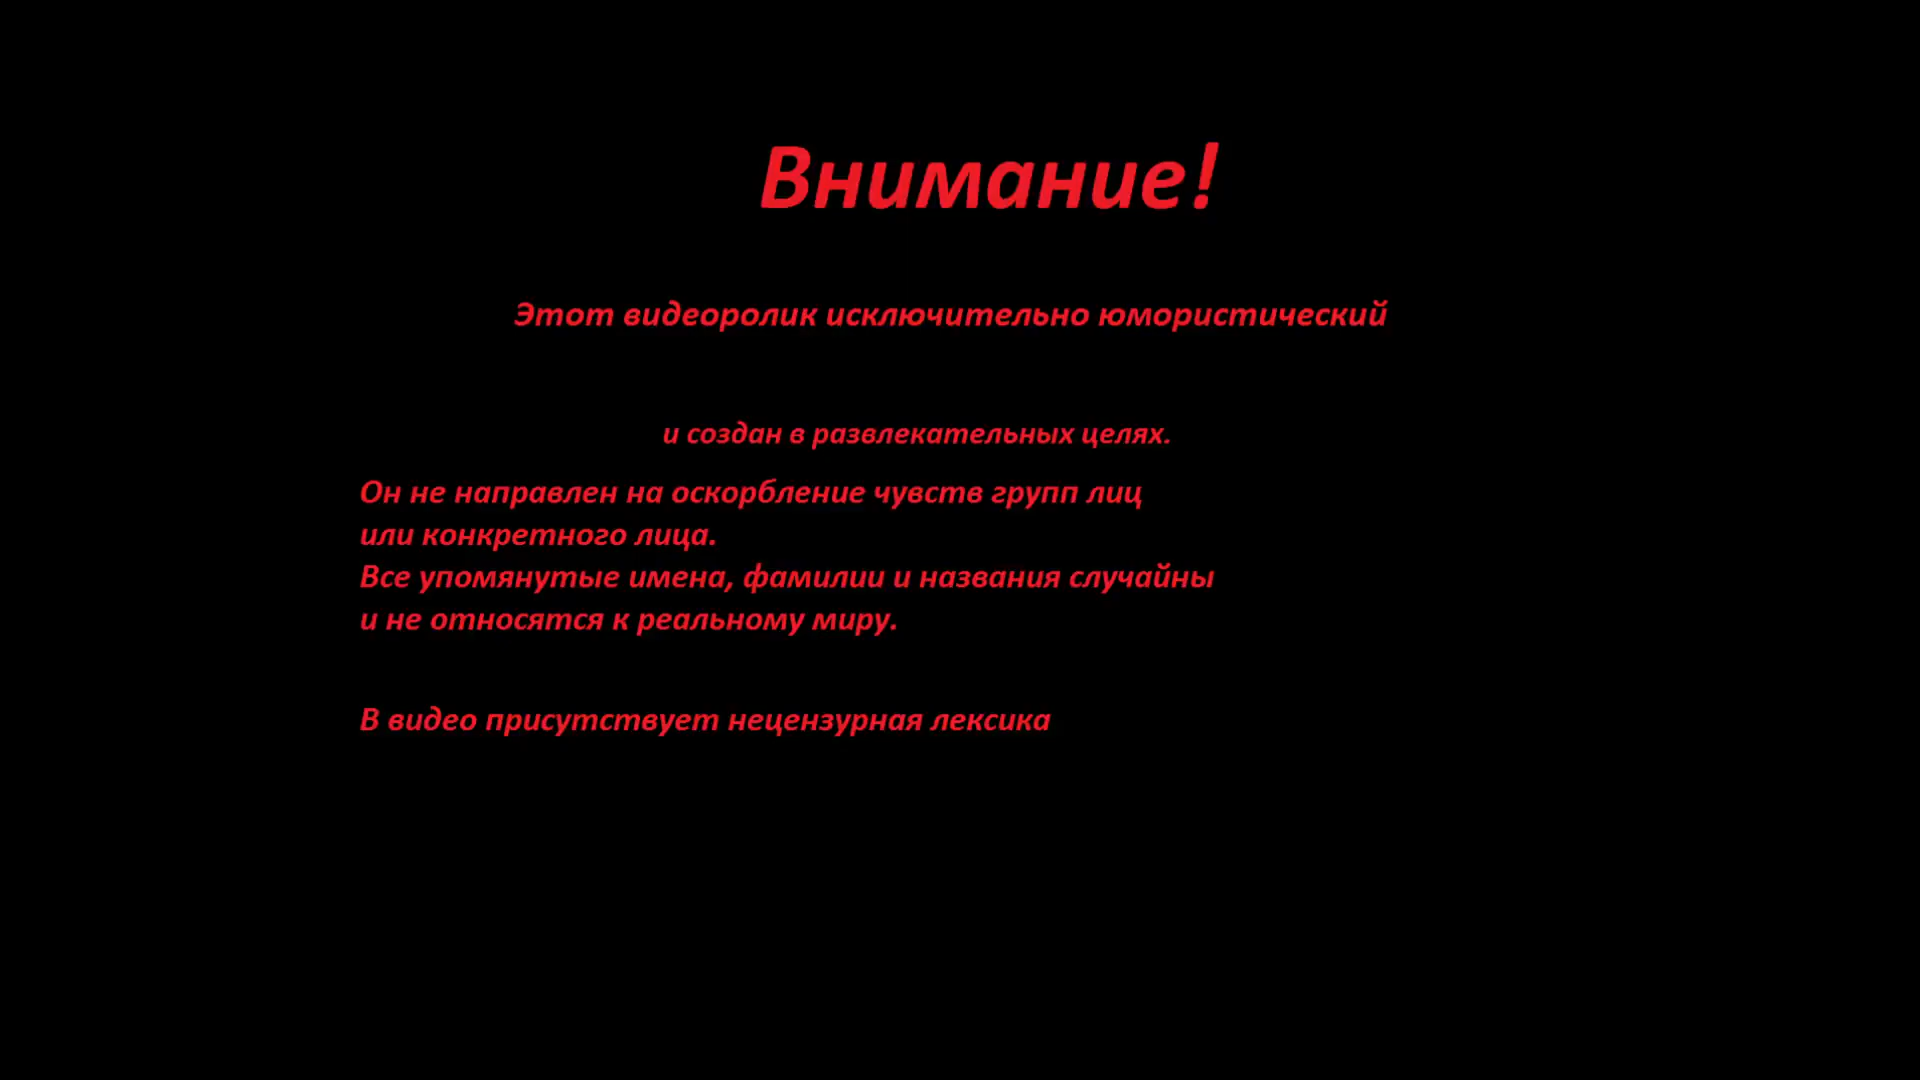 Внимание!
Этот видеоролик исключительно юмористический
и создан в развлекательных целях.
Он не направлен на оскорбление чувств групп лиц
или конкретного лица.
Все упомянутые имена, фамилии и названия случайны
и не относятся к реальному миру.
В видео присутствует нецензурная лексика